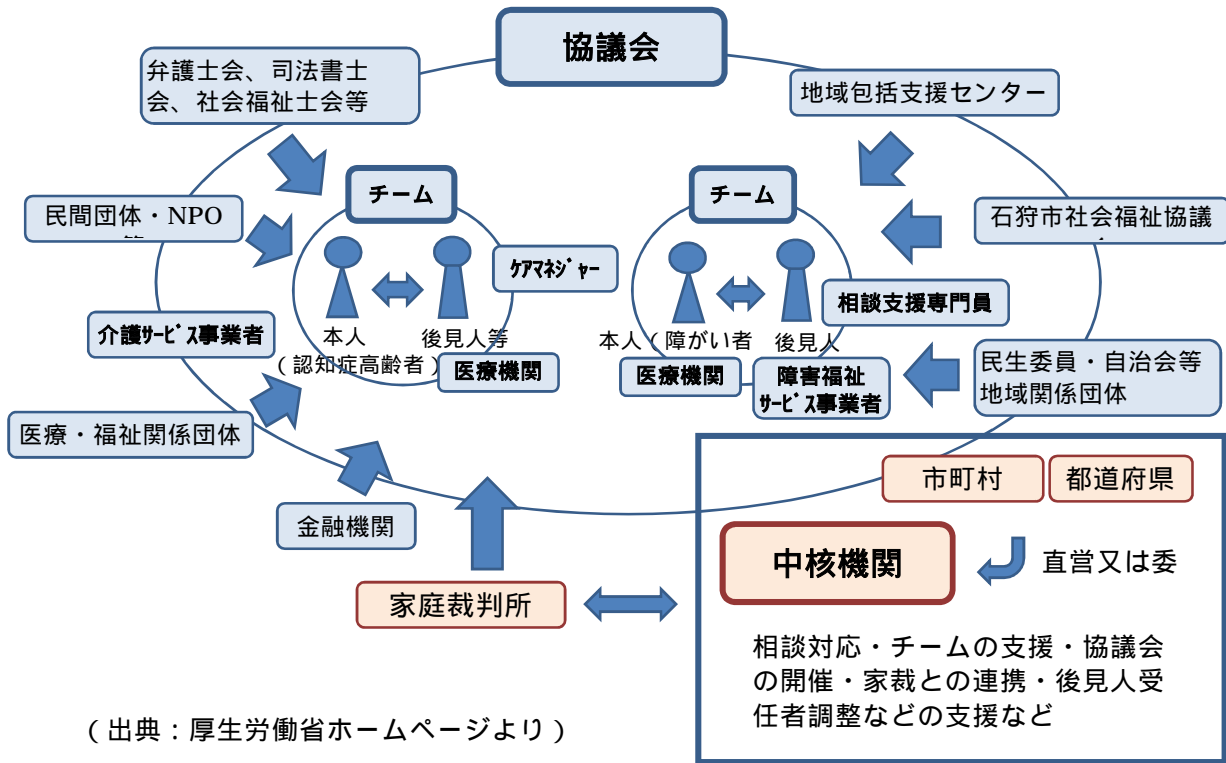 協議会
弁護士会、司法書士
会、社会福祉士会等
地域包括支援センター
チーム
チーム
民間団体・NPO
石狩市社会福祉協議
ｹｱﾏﾈｼﾞｬｰ
相談支援専門員
介護ｻｰﾋﾞｽ事業者
本人
（認知症高齢者）
後見人等
医療機関
本人（障がい者
後見人
医療機関
障害福祉
ｻｰﾋﾞｽ事業者
民生委員・自治会等
地域関係団体
医療・福祉関係団体
金融機関
市町村
都道府県
中核機関
直営又は委
家庭裁判所
相談対応・チームの支援・協議会
の開催・家裁との連携・後見人受
任者調整などの支援など
（出典：厚生労働省ホームページより）